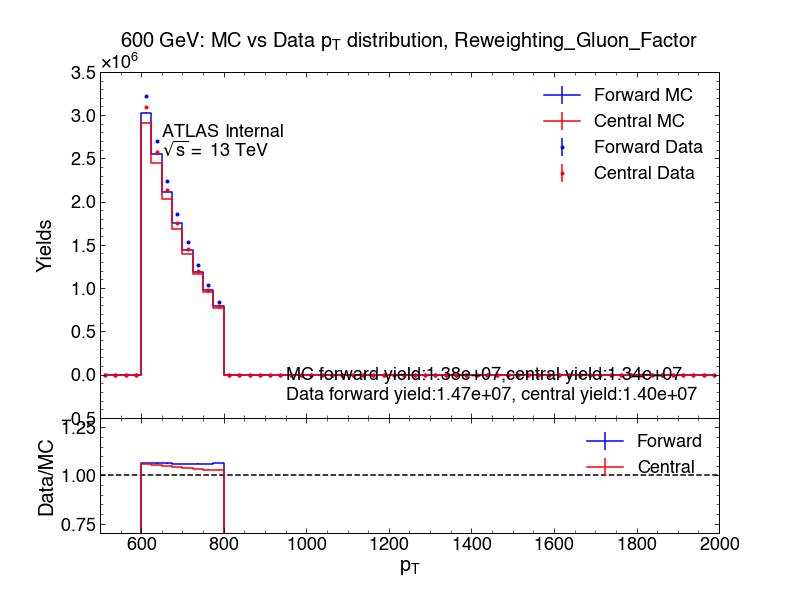 600 GeV: MC vs Data pT distribution, Reweighting_Gluon_Factor
×10⁶
3.5
3.0
2.5
2.0
1.5
1.0
0.5
0.0
-0.5
Yields
ATLAS Internal
√s = 13 TeV
Forward MC
Central MC
Forward Data
Central Data
MC forward yield:1.38e+07,central yield:1.34e+07
Data forward yield:1.47e+07, central yield:1.40e+07
1.25
1.00
0.75
Data/MC
Forward
Central
600 800 1000 1200 1400 1600 1800 2000
pT